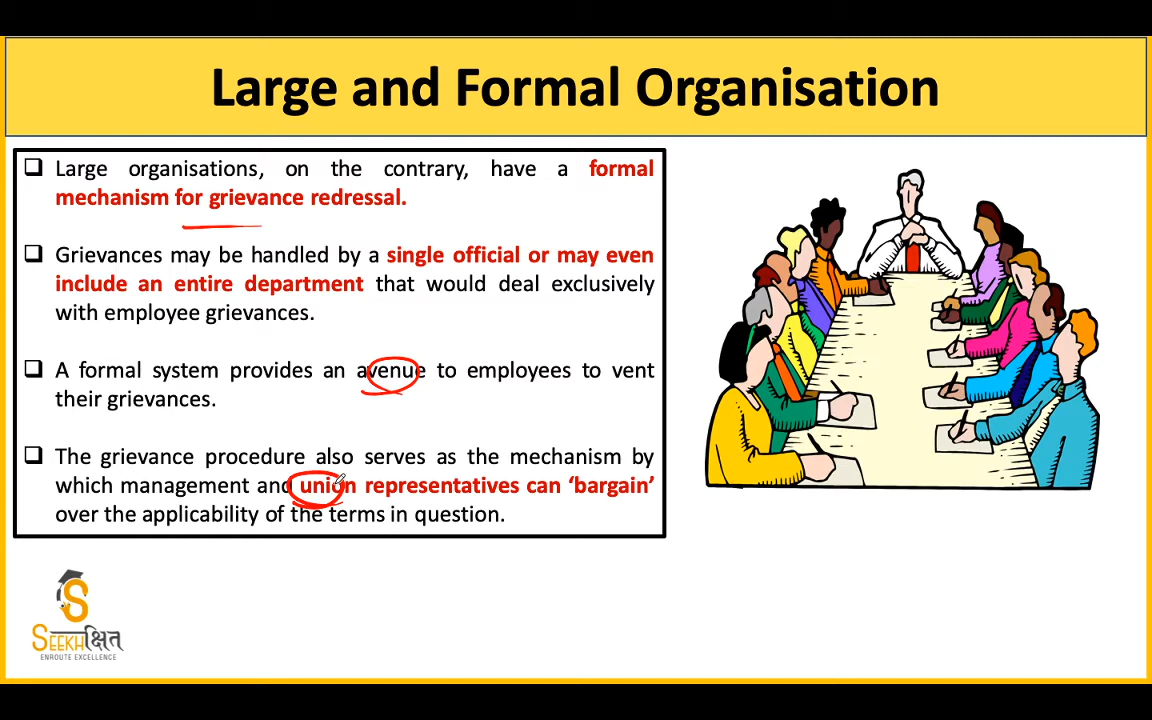 Large and Formal Organisation
Large organisations, on the contrary, have a formal
mechanism for grievance redressal.
Grievances may be handled by a single official or may even
include an entire department that would deal exclusively
with employee grievances.
A formal system provides an avenue to employees to vent
their grievances.
The grievance procedure also serves as the mechanism by
which management and union representatives can ‘bargain’
over the applicability of the terms in question.
S
SEEKHक्षित
ENROUTE EXCELLENCE